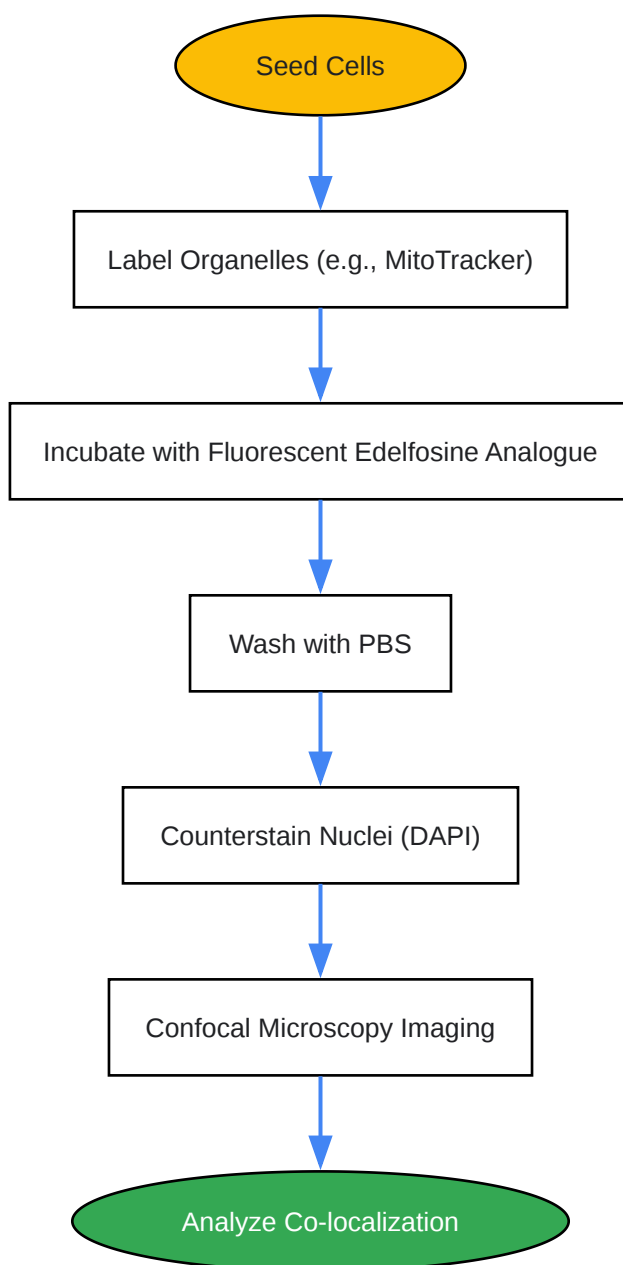 Seed Cells
Label Organelles (e.g., MitoTracker)
Incubate with Fluorescent Edelfosine Analogue
Wash with PBS
Counterstain Nuclei (DAPI)
Confocal Microscopy Imaging
Analyze Co-localization